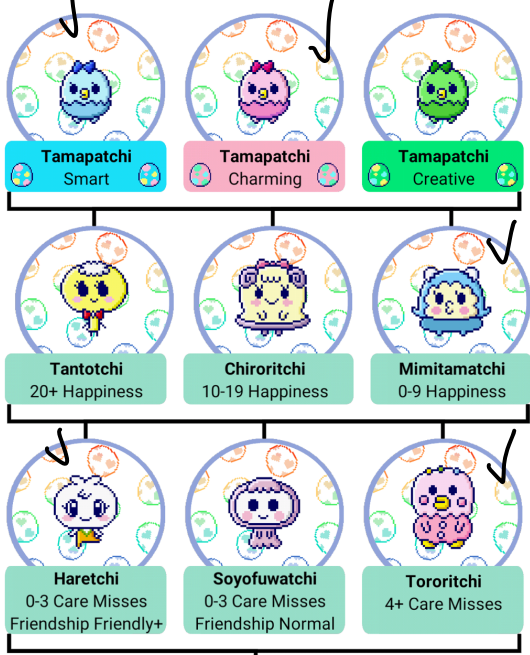 Tamapatchi
Smart
Tamapatchi
Charming
Tamapatchi
Creative
Tantotchi
20+ Happiness
Chiroritchi
10-19 Happiness
Mimitamatchi
0-9 Happiness
Haretchi
0-3 Care Misses
Friendship Friendly+
Soyofuwatchi
0-3 Care Misses
Friendship Normal
Tororitchi
4+ Care Misses